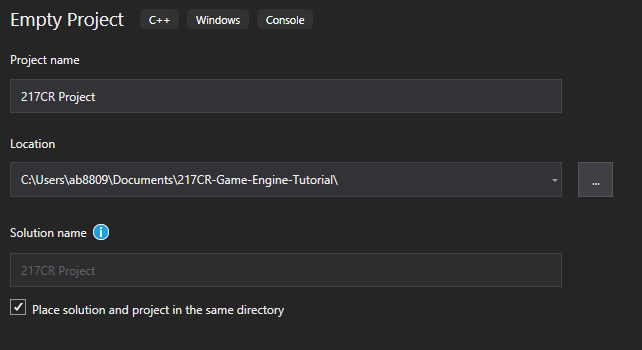 Empty Project C++ Windows Console
Project name
217CR Project
Location
C:\Users\ab8809\Documents\217CR-Game-Engine-Tutorial\
...
Solution name
217CR Project
Place solution and project in the same directory